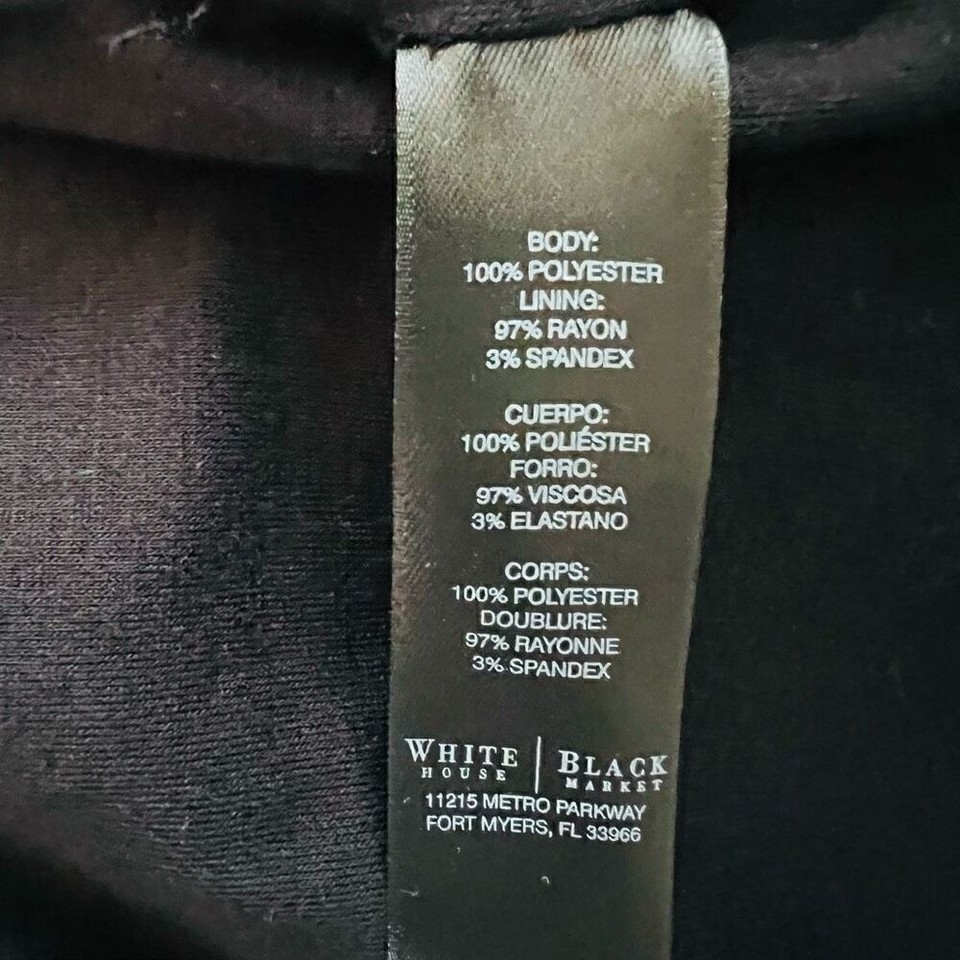 BODY:
100% POLYESTER
LINING:
97% RAYON
3% SPANDEX
CUERPO:
100% POLIÉSTER
FORRO:
97% VISCOSA
3% ELASTANO
CORPS:
100% POLYESTER
DOUBLURE:
97% RAYONNE
3% SPANDEX
WHITE | BLACK
HOUSE MARKET
11215 METRO PARKWAY
FORT MYERS, FL 33966